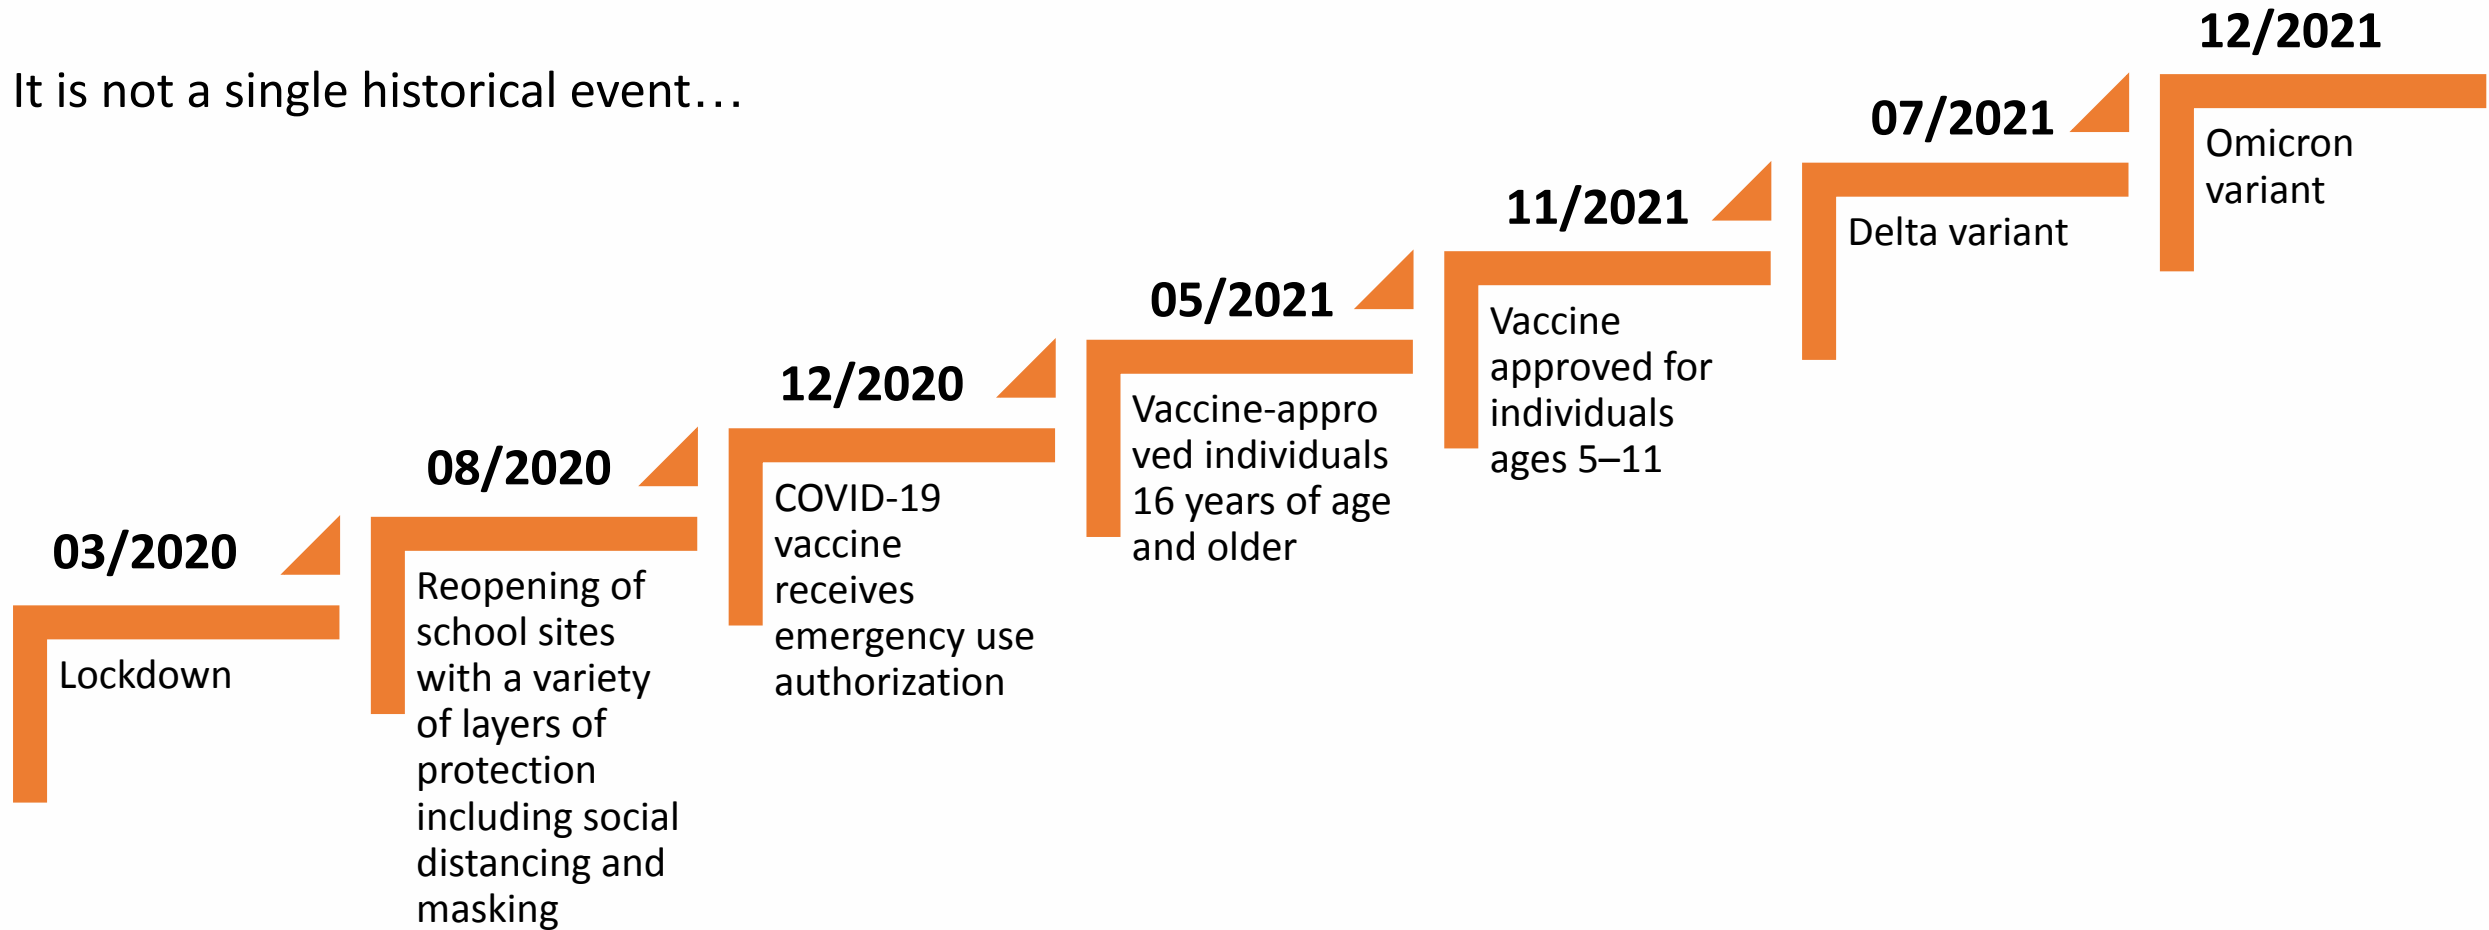 It is not a single historical event…
03/2020
Lockdown
08/2020
Reopening of
school sites
with a variety
of layers of
protection
including social
distancing and
masking
12/2020
COVID-19
vaccine
receives
emergency use
authorization
05/2021
Vaccine-appro
ved individuals
16 years of age
and older
11/2021
Vaccine
approved for
individuals
ages 5–11
07/2021
Delta variant
12/2021
Omicron
variant